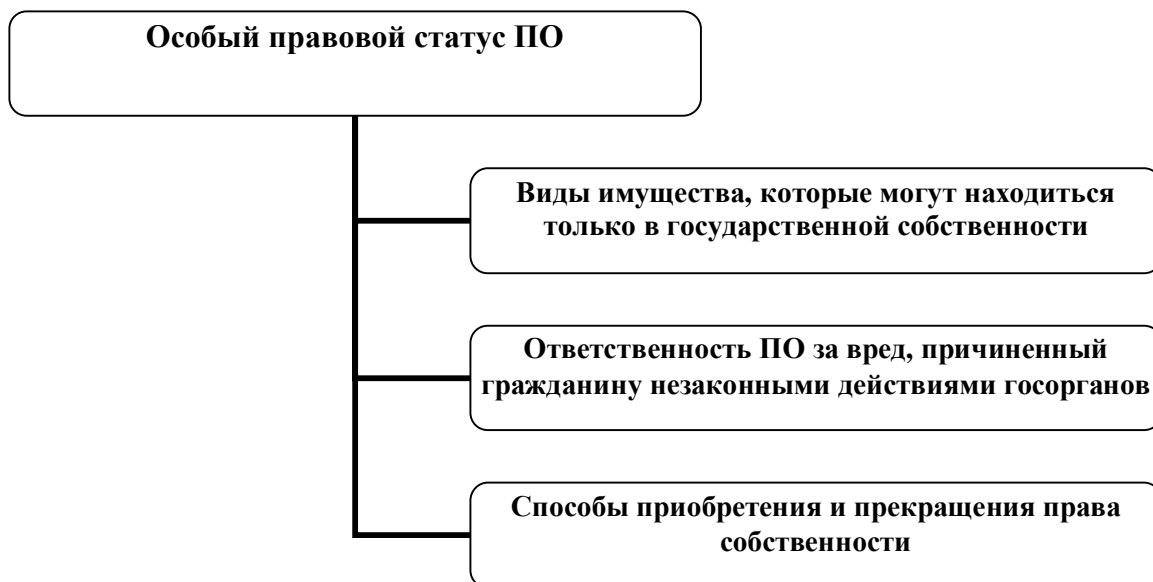 Особый правовой статус ПО
Виды имущества, которые могут находиться
только в государственной собственности
Ответственность ПО за вред, причиненный
гражданину незаконными действиями госорганов
Способы приобретения и прекращения права
собственности